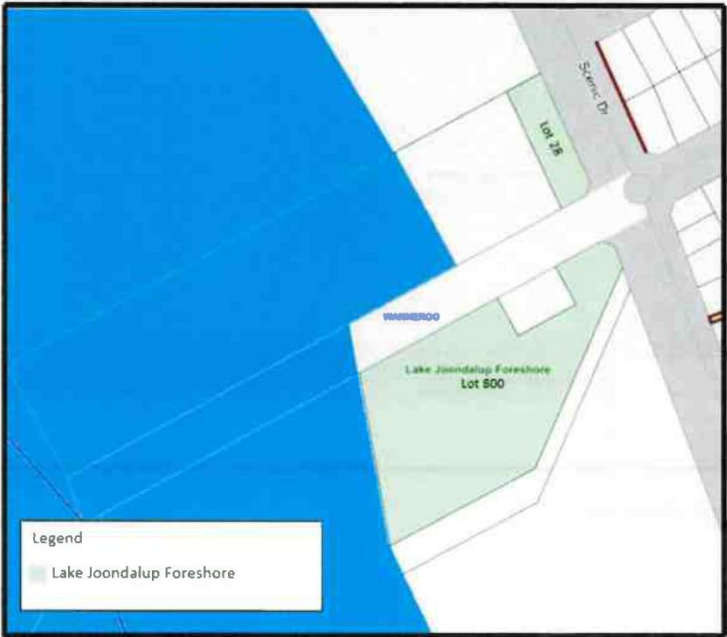 Scenic Dr
Lot 28
WANNEROO
Lake Joondalup Foreshore
Lot 800
Legend
Lake Joondalup Foreshore